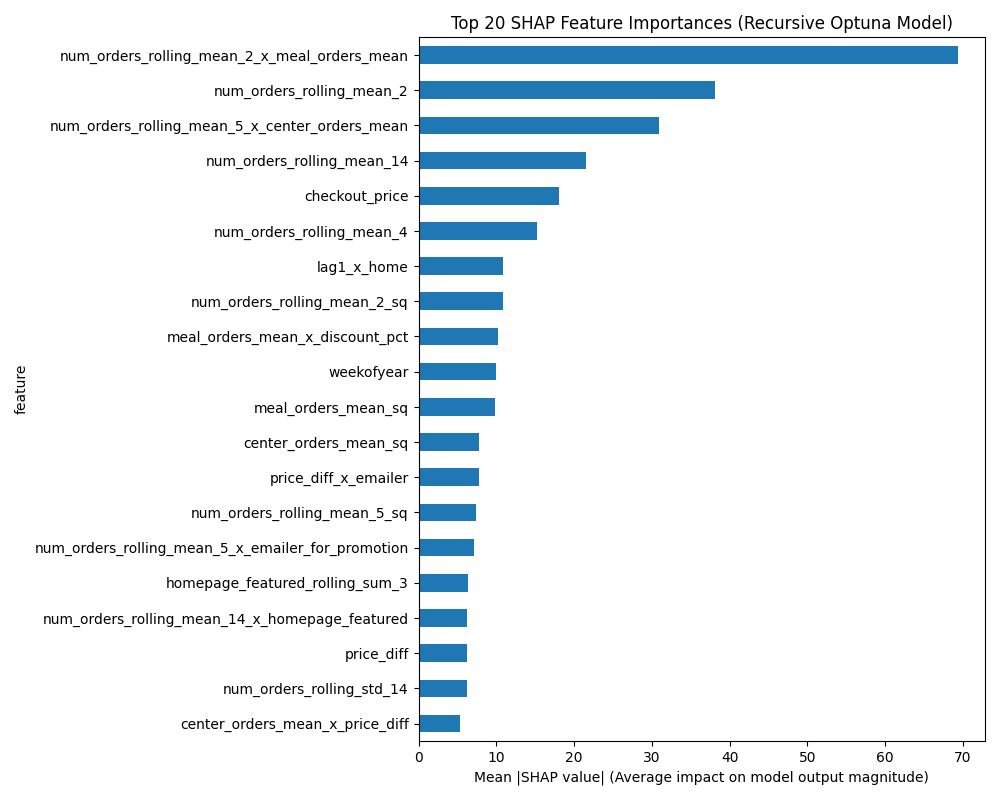 Top 20 SHAP Feature Importances (Recursive Optuna Model)
feature
num_orders_rolling_mean_2_x_meal_orders_mean
num_orders_rolling_mean_2
num_orders_rolling_mean_5_x_center_orders_mean
num_orders_rolling_mean_14
checkout_price
num_orders_rolling_mean_4
lag1_x_home
num_orders_rolling_mean_2_sq
meal_orders_mean_x_discount_pct
weekofyear
meal_orders_mean_sq
center_orders_mean_sq
price_diff_x_emailer
num_orders_rolling_mean_5_sq
num_orders_rolling_mean_5_x_emailer_for_promotion
homepage_featured_rolling_sum_3
num_orders_rolling_mean_14_x_homepage_featured
price_diff
num_orders_rolling_std_14
center_orders_mean_x_price_diff
0 10 20 30 40 50 60 70
Mean |SHAP value| (Average impact on model output magnitude)